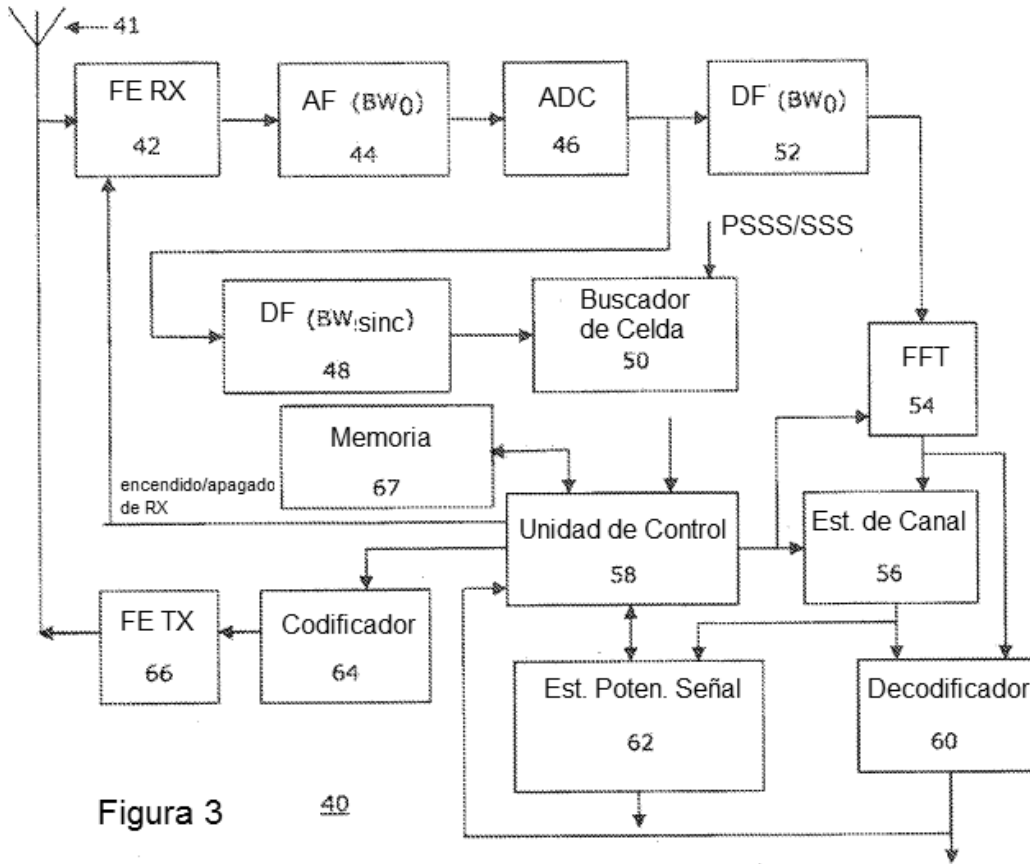 41
FE RX
42
AF (BW0)
44
ADC
46
DF (BW0)
52
PSSS/SSS
DF (BW sinc)
48
Buscador
de Celda
50
FFT
54
Memoria
67
encendido/apagado
de RX
Unidad de Control
58
Est. de Canal
56
FE TX
66
Codificador
64
Est. Poten. Señal
62
Decodificador
60
Figura 3
40